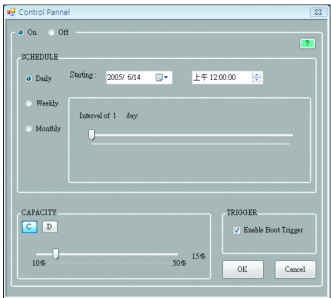 Control Pannel
On Off
?
SCHEDULE
Daily Starting : 2005/ 6/14 上午 12:00:00
Weekly
Interval of 1 day:
Monthly
CAPACITY
TRIGGER
C D
Enable Boot Trigger
15%
10% 50%
OK Cancel